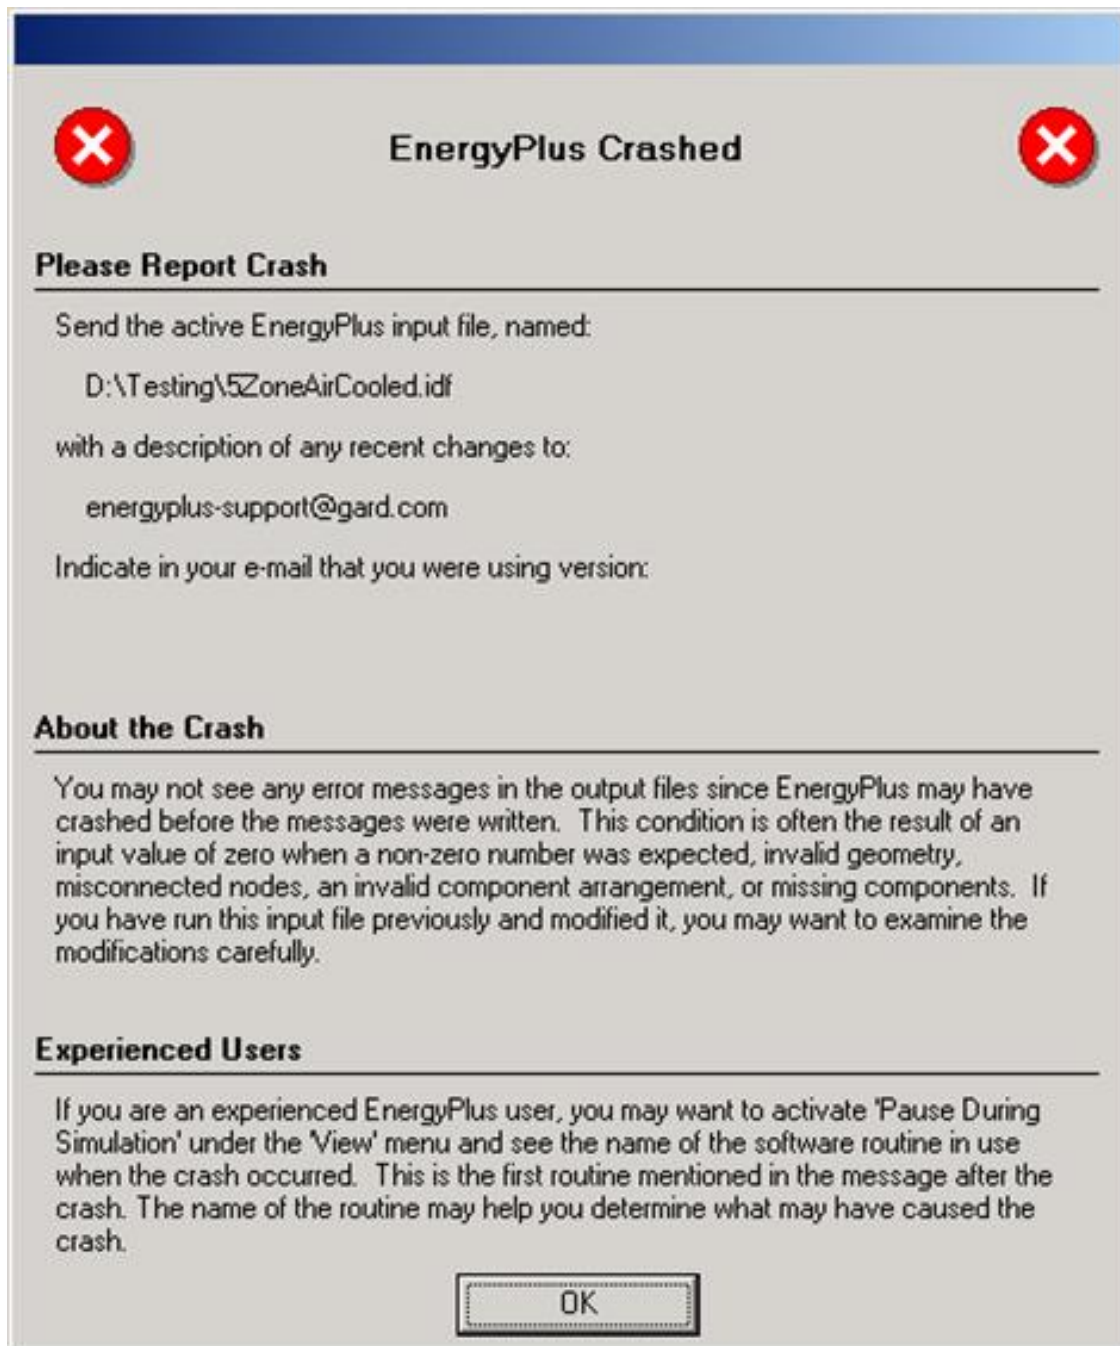 EnergyPlus Crashed
Please Report Crash
Send the active EnergyPlus input file, named:
D:\Testing\5ZoneAirCooled.idf
with a description of any recent changes to:
energyplus-support@gard.com
Indicate in your e-mail that you were using version:
About the Crash
You may not see any error messages in the output files since EnergyPlus may have
crashed before the messages were written.  This condition is often the result of an
input value of zero when a non-zero number was expected, invalid geometry,
misconnected nodes, an invalid component arrangement, or missing components.  If
you have run this input file previously and modified it, you may want to examine the
modifications carefully.
Experienced Users
If you are an experienced EnergyPlus user, you may want to activate 'Pause During
Simulation' under the 'View' menu and see the name of the software routine in use
when the crash occurred.  This is the first routine mentioned in the message after the
crash. The name of the routine may help you determine what may have caused the
crash.
OK